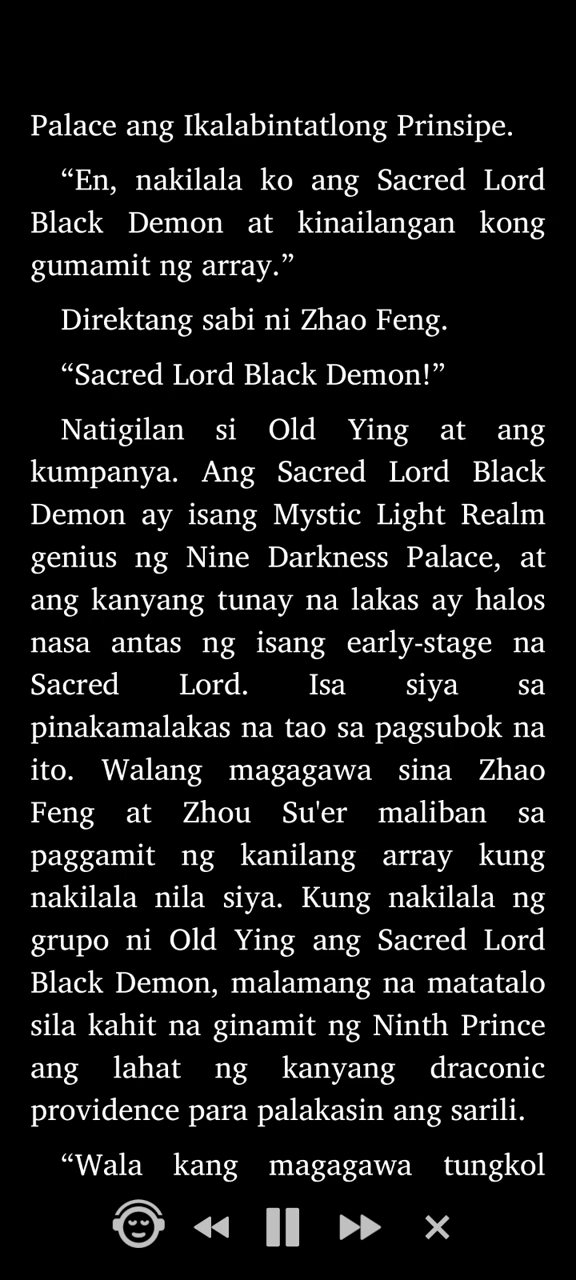 Palace ang Ikalabintatlong Prinsipe.
“En, nakilala ko ang Sacred Lord
Black Demon at kinailangan kong
gumamit ng array.”
Direktang sabi ni Zhao Feng.
“Sacred Lord Black Demon!”
Natigilan si Old Ying at ang
kumpanya. Ang Sacred Lord Black
Demon ay isang Mystic Light Realm
genius ng Nine Darkness Palace, at
ang kanyang tunay na lakas ay halos
nasa antas ng isang early-stage na
Sacred Lord. Isa siya sa
pinakamalakas na tao sa pagsubok na
ito. Walang magagawa sina Zhao
Feng at Zhou Su'er maliban sa
paggamit ng kanilang array kung
nakilala nila siya. Kung nakilala ng
grupo ni Old Ying ang Sacred Lord
Black Demon, malamang na matatalo
sila kahit na ginamit ng Ninth Prince
ang lahat ng kanyang draconic
providence para palakasin ang sarili.
“Wala kang magagawa tungkol